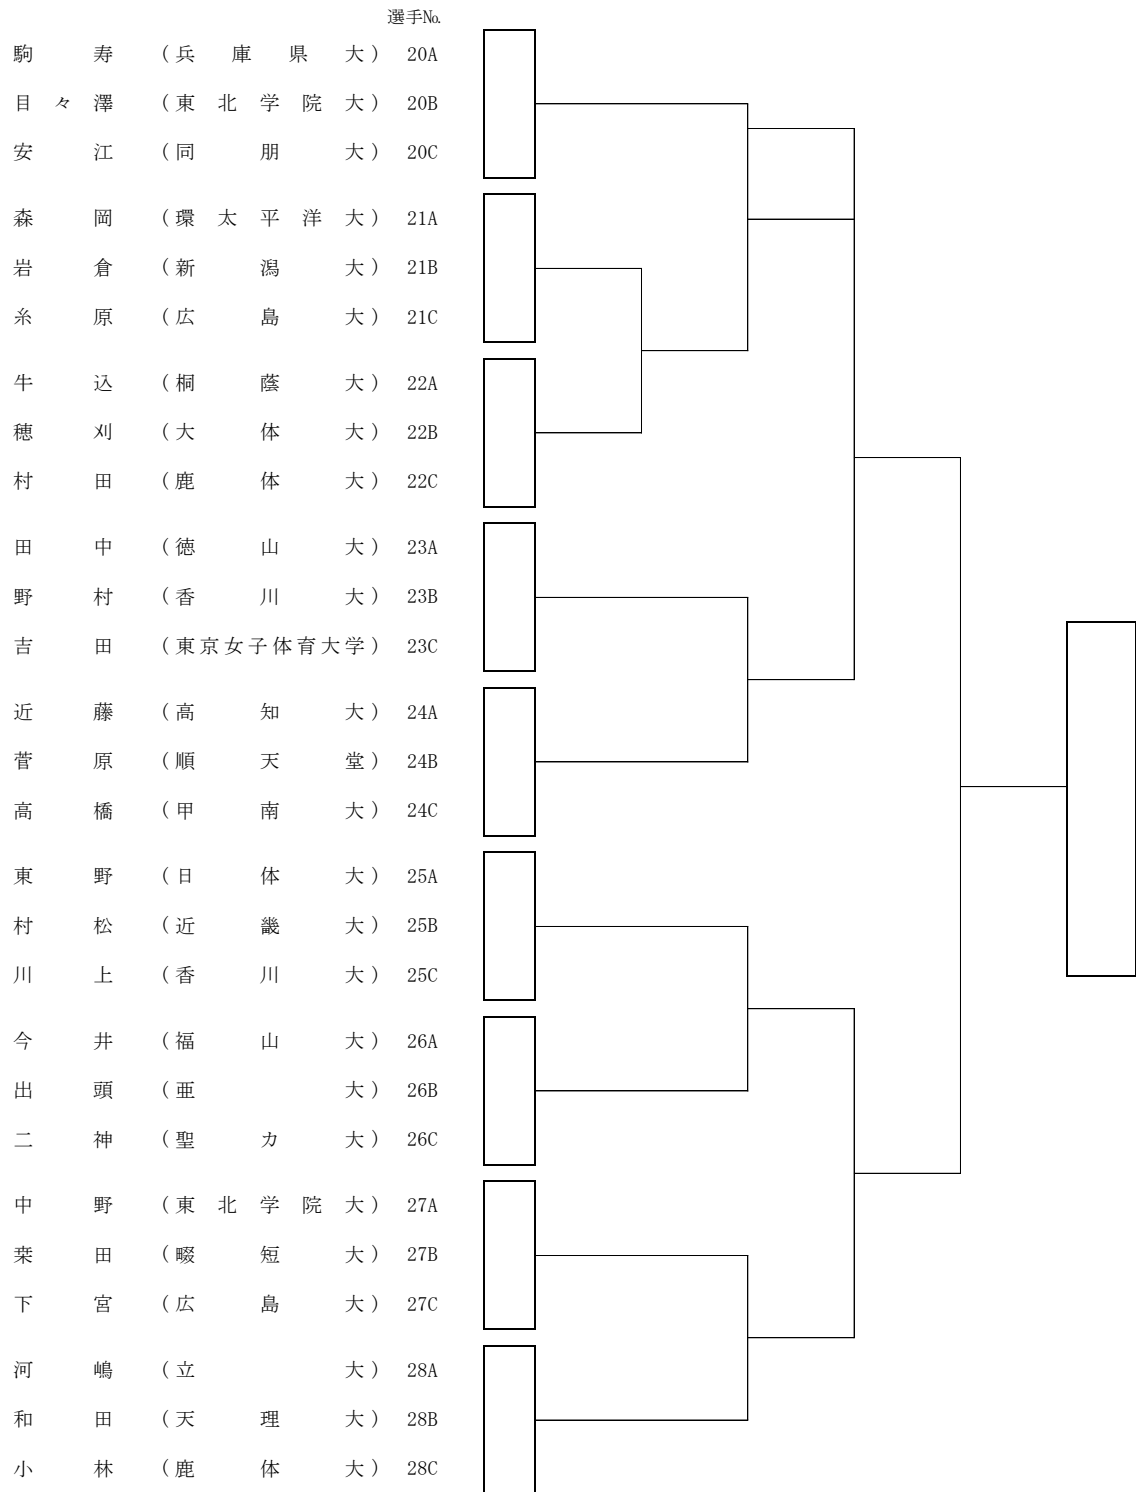 選手№
駒寿（兵庫県大） 20A
目々澤（東北学院大） 20B
安江（同朋大） 20C
森岡（環太平洋大） 21A
岩倉（新潟大） 21B
糸原（広島大） 21C
牛込（桐蔭大） 22A
穂刈（大体大） 22B
村田（鹿体大） 22C
田中（徳山大） 23A
野村（香川大） 23B
吉田（東京女子体育大学） 23C
近藤（高知大） 24A
菅原（順天堂） 24B
高橋（甲南大） 24C
東野（日体大） 25A
村松（近畿大） 25B
川上（香川大） 25C
今井（福山大） 26A
出頭（亜大） 26B
二神（聖カ大） 26C
中野（東北学院大） 27A
桒田（畷短大） 27B
下宮（広島大） 27C
河嶋（立大） 28A
和田（天理大） 28B
小林（鹿体大） 28C